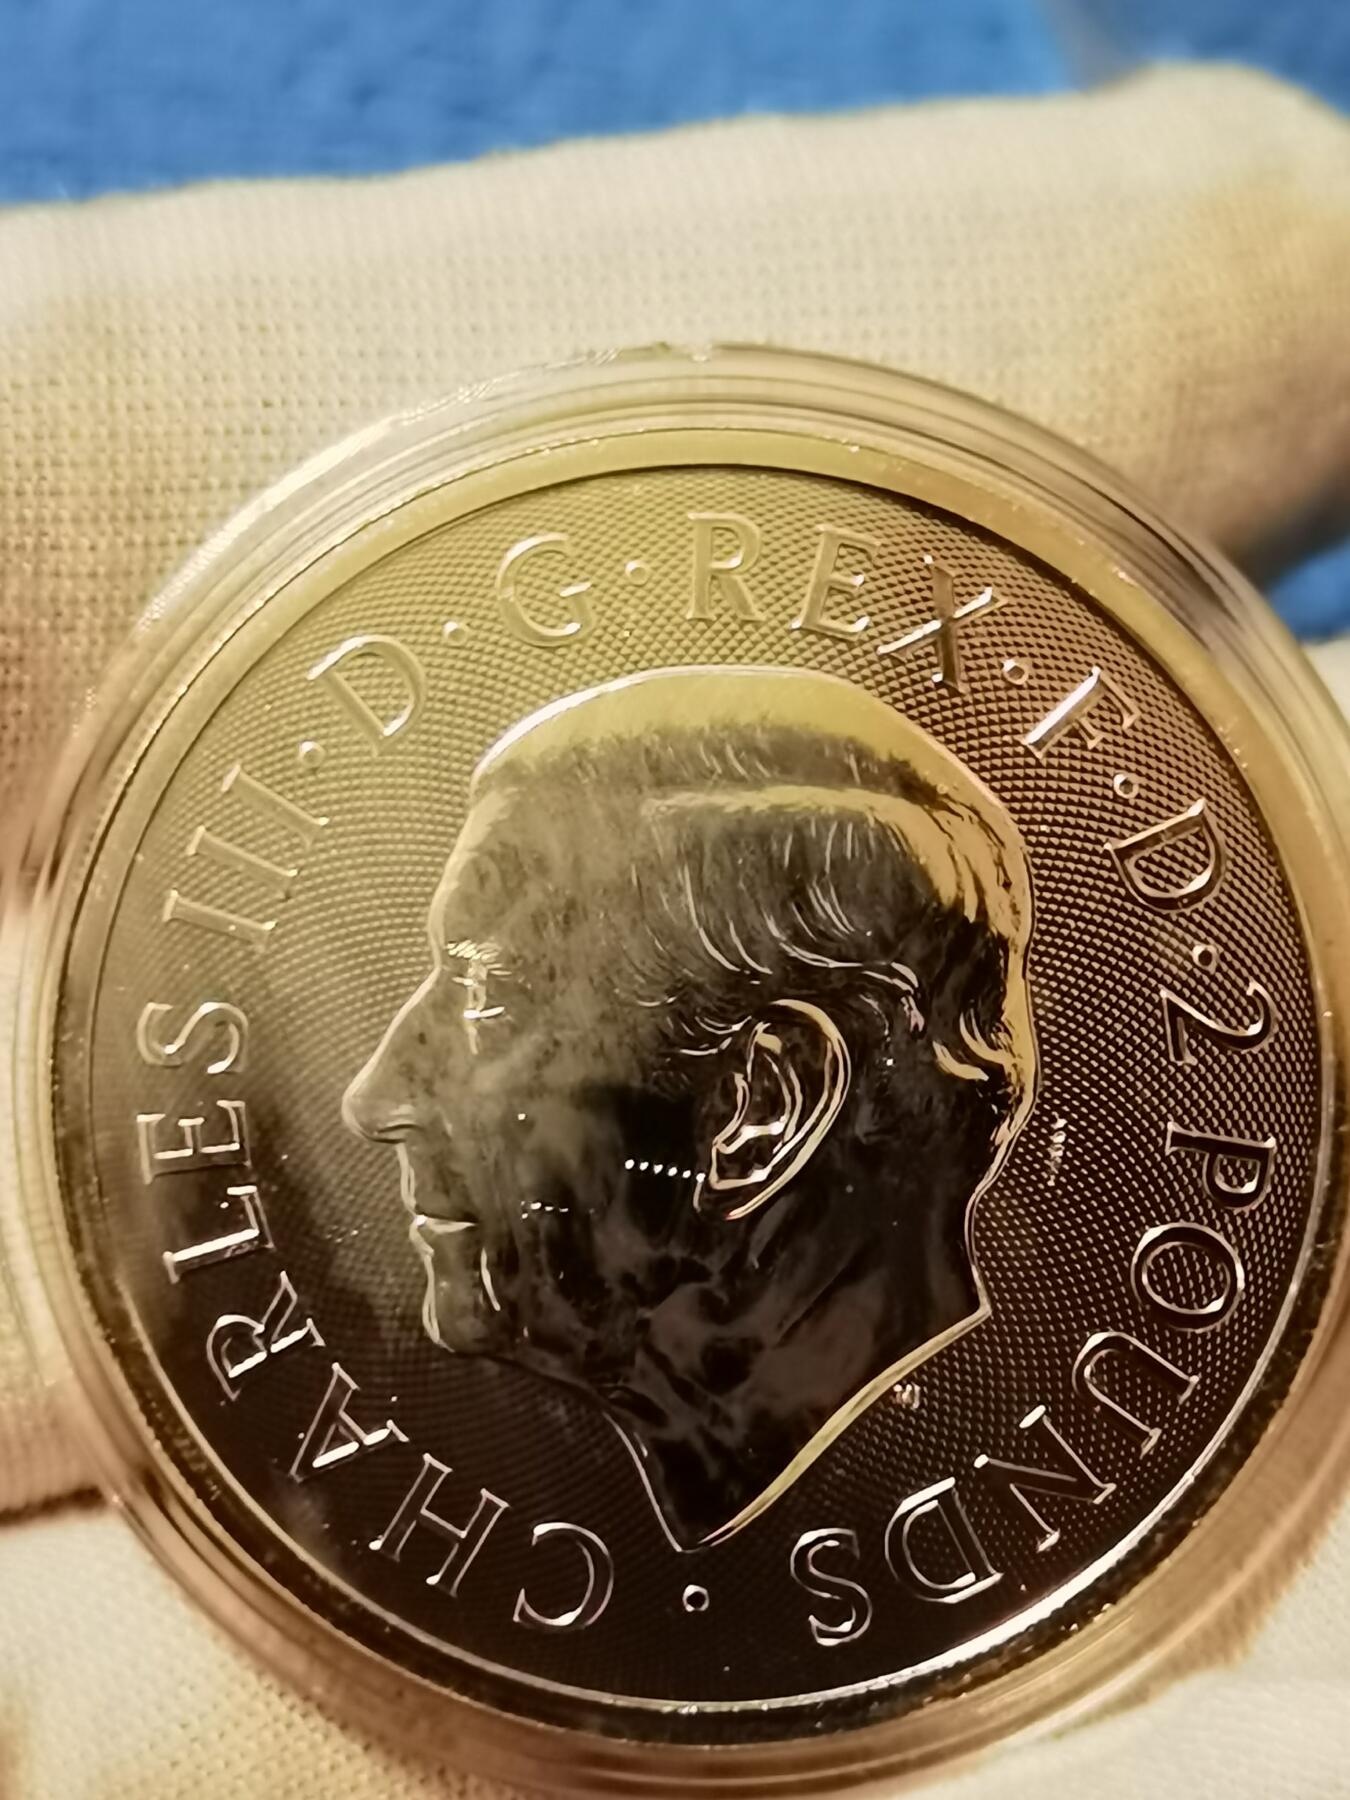 · CHARLES III · D · G · REX · F · D · 2 POUNDS